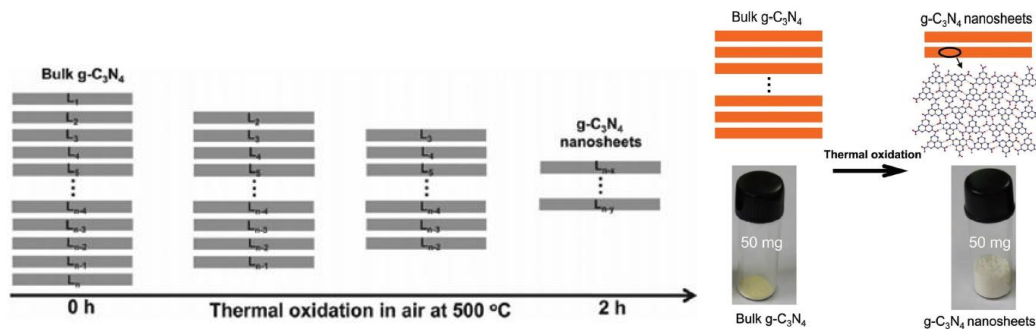 Bulk g-C₃N₄
L₁
L₂
L₃
L₄
L₅
Lₙ₋₄
Lₙ₋₃
Lₙ₋₂
Lₙ₋₁
Lₙ
L₂
L₃
L₄
L₅
Lₙ₋₄
Lₙ₋₃
Lₙ₋₂
Lₙ₋₁
L₃
L₄
L₅
Lₙ₋₄
Lₙ₋₃
Lₙ₋₂
g-C₃N₄
nanosheets
Lₙ₋ₓ
Lₙ₋ᵧ
0 h
Thermal oxidation in air at 500 °C
2 h
Bulk g-C₃N₄
g-C₃N₄ nanosheets
Thermal oxidation
50 mg
50 mg
Bulk g-C₃N₄
g-C₃N₄ nanosheets